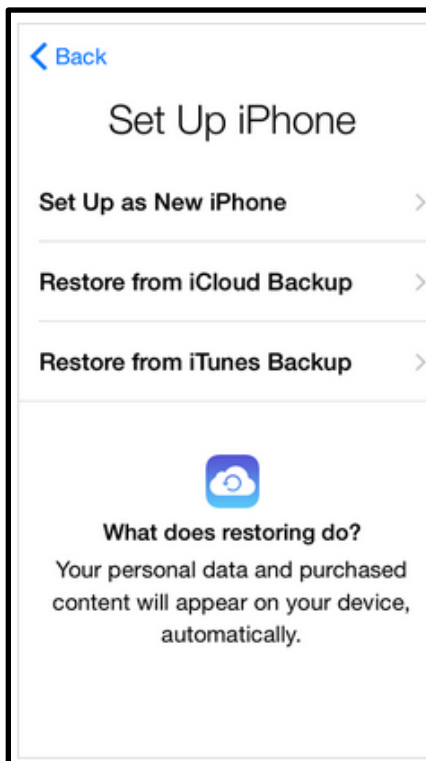 Back
Set Up iPhone
Set Up as New iPhone
Restore from iCloud Backup
Restore from iTunes Backup
What does restoring do?
Your personal data and purchased
content will appear on your device,
automatically.